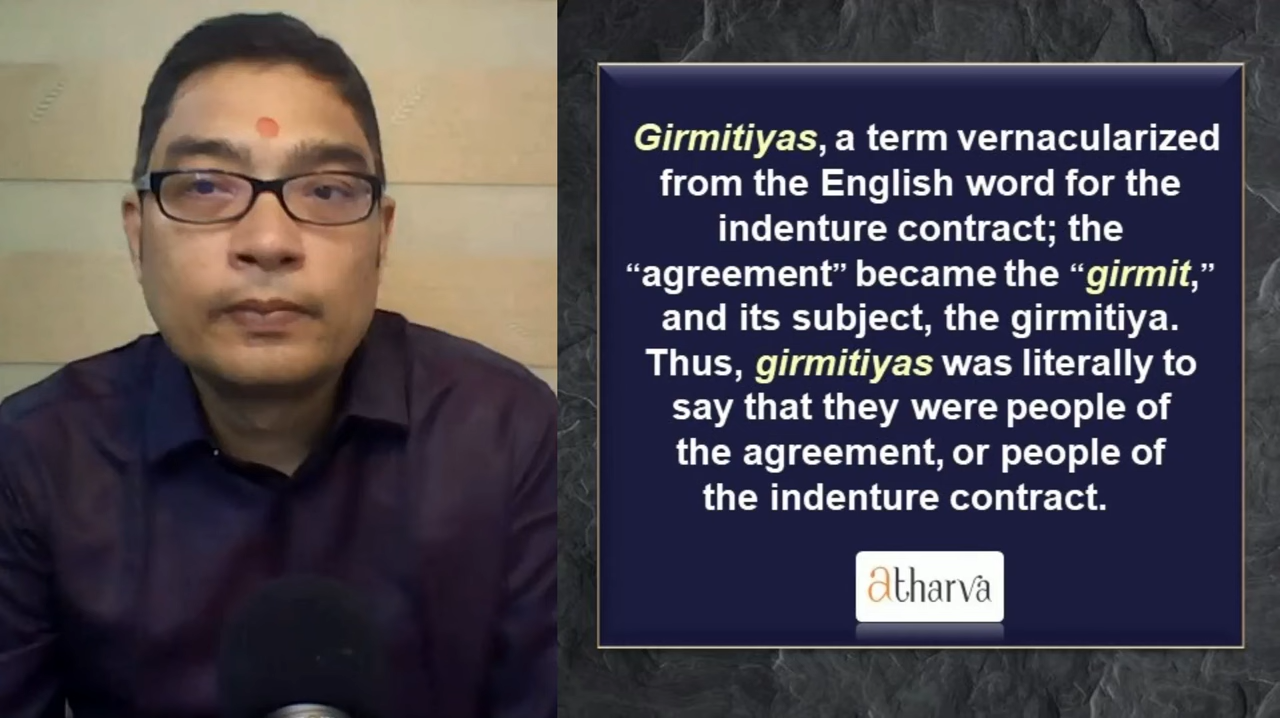 Girmitiyas, a term vernacularized
from the English word for the
indenture contract; the
“agreement” became the “girmit,”
and its subject, the girmitiya.
Thus, girmitiyas was literally to
say that they were people of
the agreement, or people of
the indenture contract.
atharva